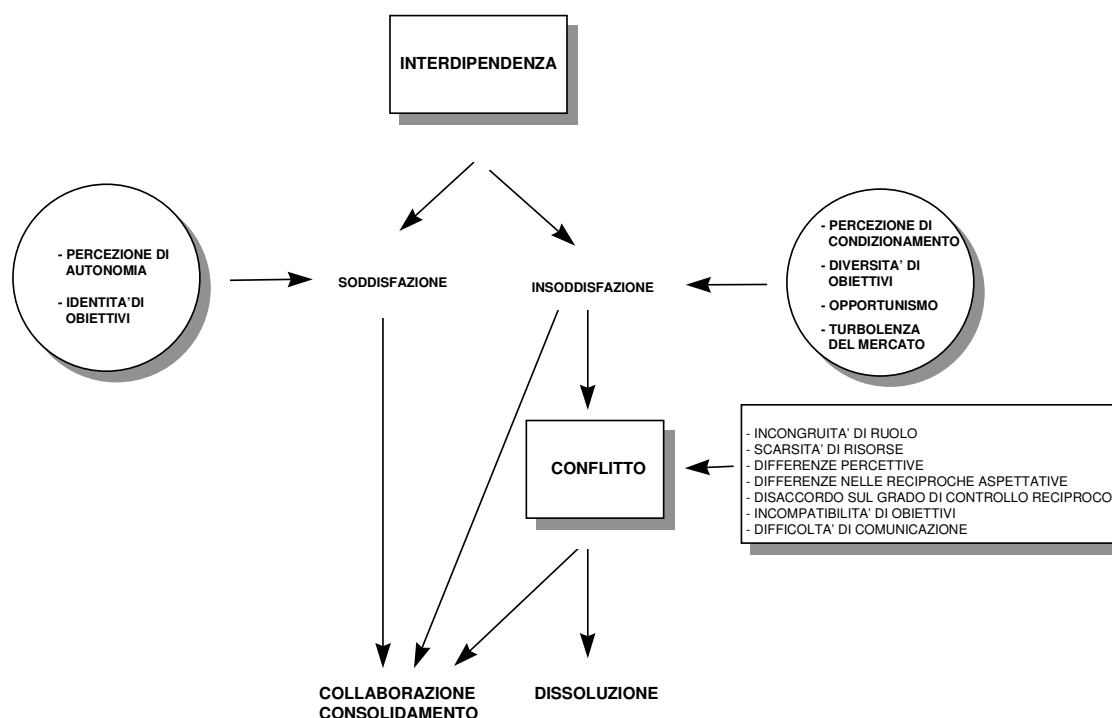 INTERDIPENDENZA
- PERCEZIONE DI
AUTONOMIA
- IDENTITA'DI
OBIETTIVI
SODDISFAZIONE
INSODDISFAZIONE
- PERCEZIONE DI
CONDIZIONAMENTO
- DIVERSITA' DI
OBIETTIVI
- OPPORTUNISMO
- TURBOLENZA
DEL MERCATO
CONFLITTO
- INCONGRUITA' DI RUOLO
- SCARSITA' DI RISORSE
- DIFFERENZE PERCETTIVE
- DIFFERENZE NELLE RECIPROCHE ASPETTATIVE
- DISACCORDO SUL GRADO DI CONTROLLO RECIPROCO
- INCOMPATIBILITA' DI OBIETTIVI
- DIFFICOLTA' DI COMUNICAZIONE
COLLABORAZIONE
CONSOLIDAMENTO
DISSOLUZIONE